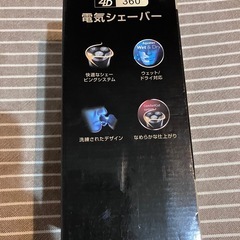 4D 360°
電気シェーバー
快適なシェー
ビングシステム
Wet & Dry
ウェット/
ドライ対応
洗練されたデザイン
なめらかな仕上がり